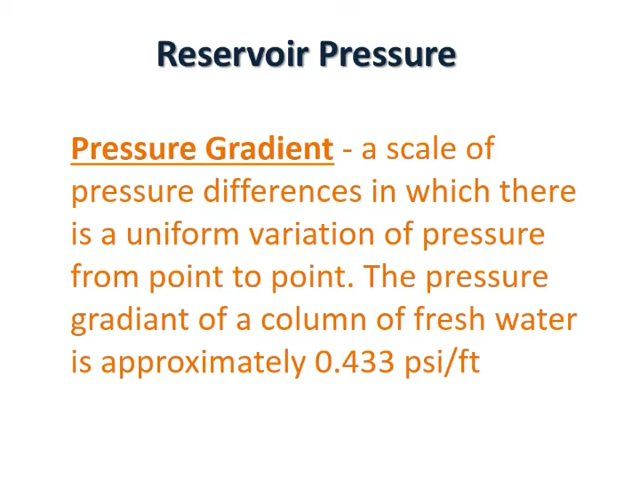 Reservoir Pressure
Pressure Gradient - a scale of
pressure differences in which there
is a uniform variation of pressure
from point to point. The pressure
gradiant of a column of fresh water
is approximately 0.433 psi/ft